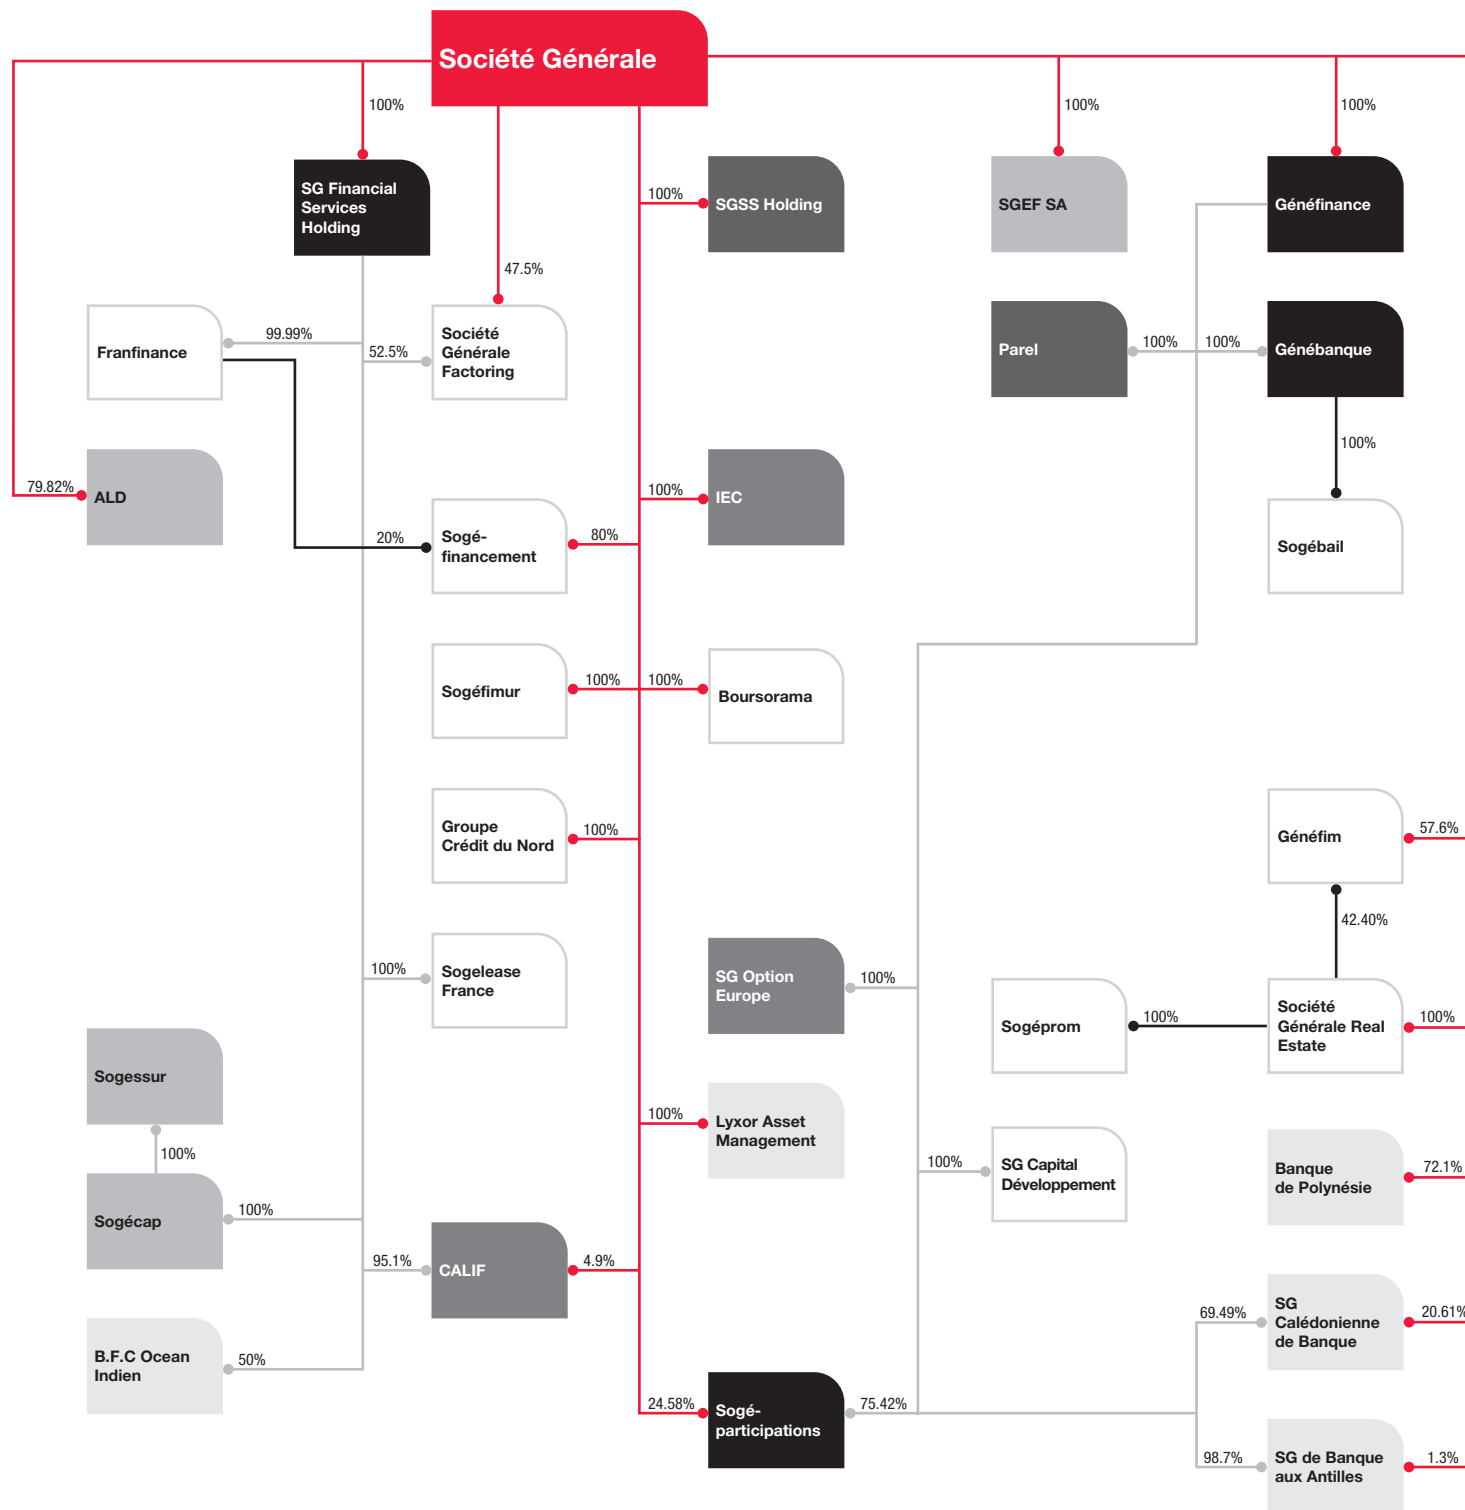 Société Générale
100%
100%
100%
SG Financial
Services
Holding
100%
SGSS Holding
SGEF SA
Généfinance
47.5%
Franfinance
99.99%
52.5%
Société
Générale
Factoring
Parel
100%
100%
Génébanque
100%
79.82%
ALD
20%
Sogé-
financement
80%
100%
IEC
Sogébail
Sogéfimur
100%
100%
Boursorama
Groupe
Crédit du Nord
100%
Généfim
57.6%
42.40%
100%
Sogelease
France
SG Option
Europe
100%
Sogéprom
100%
Société
Générale Real
Estate
100%
Sogessur
100%
Sogécap
100%
100%
Lyxor Asset
Management
100%
SG Capital
Développement
Banque
de Polynésie
72.1%
95.1%
CALIF
4.9%
B.F.C Ocean
Indien
50%
69.49%
SG
Calédonienne
de Banque
20.61%
24.58%
Sogé-
participations
75.42%
98.7%
SG de Banque
aux Antilles
1.3%